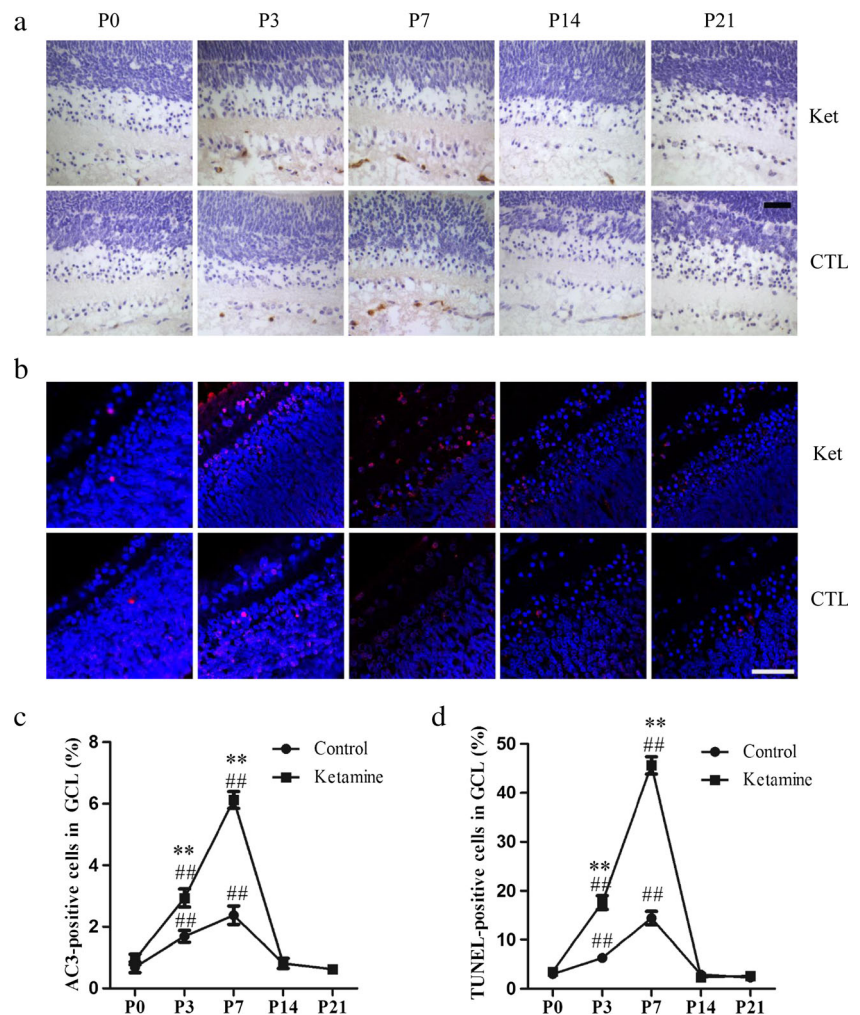 a
P0 P3 P7 P14 P21
Ket
CTL
b
Ket
CTL
c
AC3-positive cells in GCL (%)
8
6
4
2
0
Control
Ketamine
**
##
**
##
##
##
P0 P3 P7 P14 P21
d
TUNEL-positive cells in GCL (%)
50
40
30
20
10
0
Control
Ketamine
**
##
**
##
##
##
P0 P3 P7 P14 P21